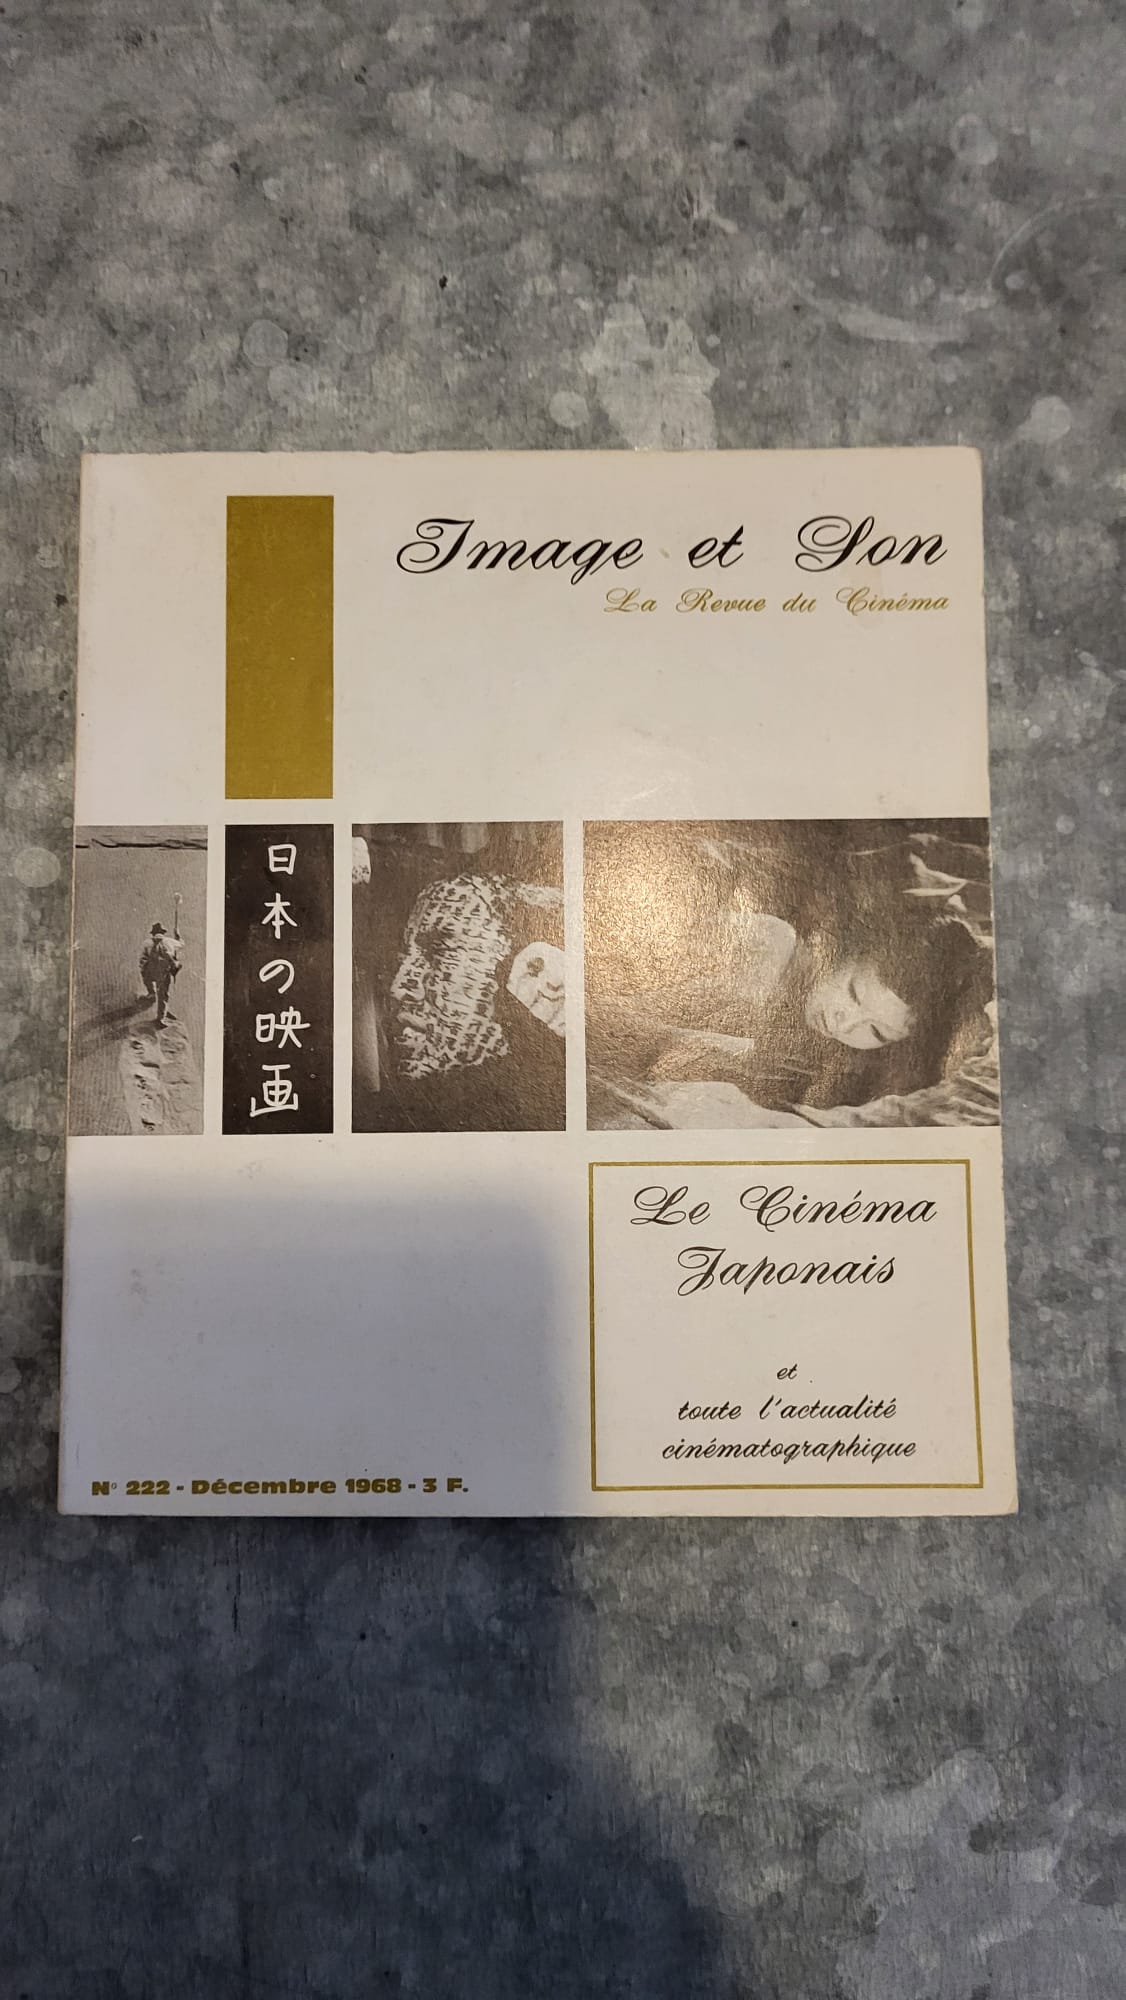 Image et Son
La Revue du Cinéma
日本の映画
Le Cinéma
Japonais
et
toute l'actualité
cinématographique
N° 222 - Décembre 1968 - 3 F.